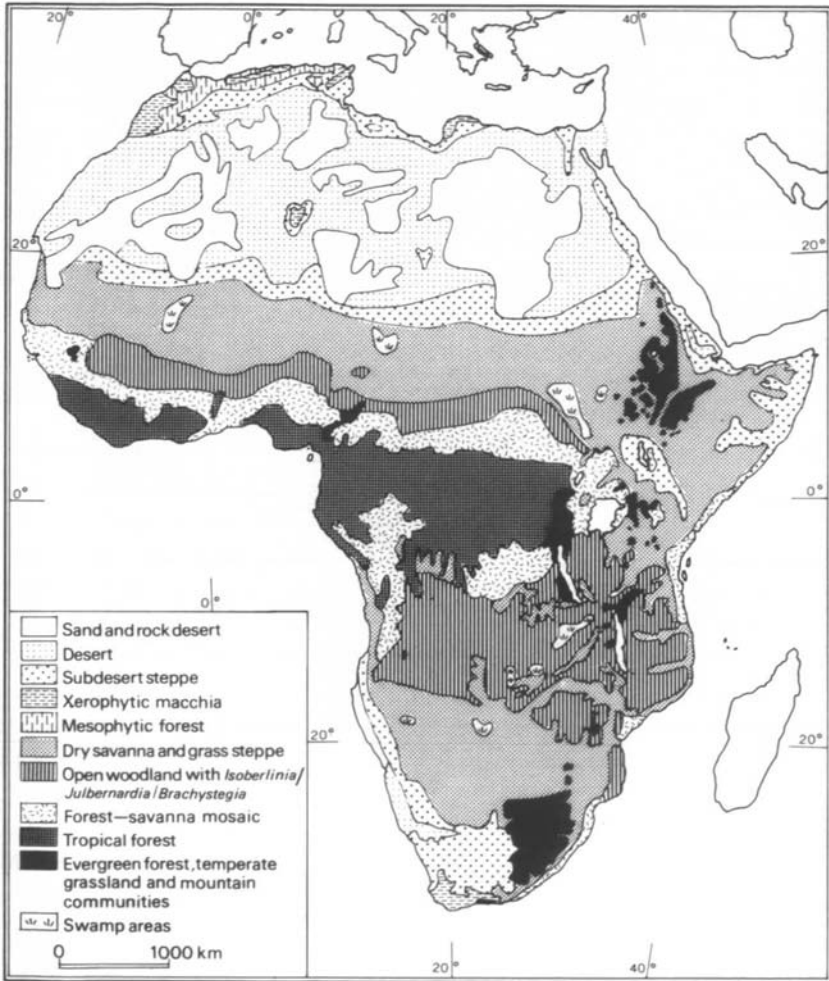 20°
0°
20°
40°
20°
20°
0°
0°
0°
Sand and rock desert
Desert
Subdesert steppe
Xerophytic macchia
Mesophytic forest
20°
20°
Dry savanna and grass steppe
Open woodland with Isoberlinia/
Julbernardia/Brachystegia
Forest—savanna mosaic
Tropical forest
Evergreen forest, temperate
grassland and mountain
communities
Swamp areas
0 1000 km
20°
40°